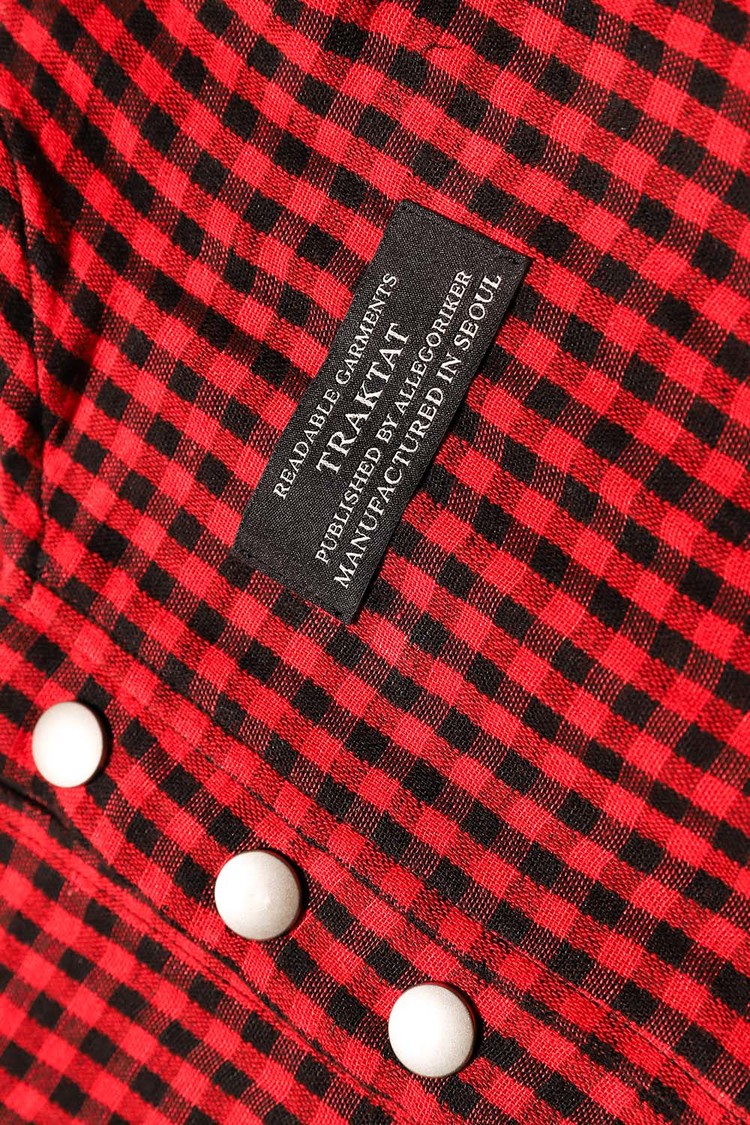 READABLE GARMENTS
TRAKTAT
PUBLISHED BY ALLEGORIKER
MANUFACTURED IN SEOUL